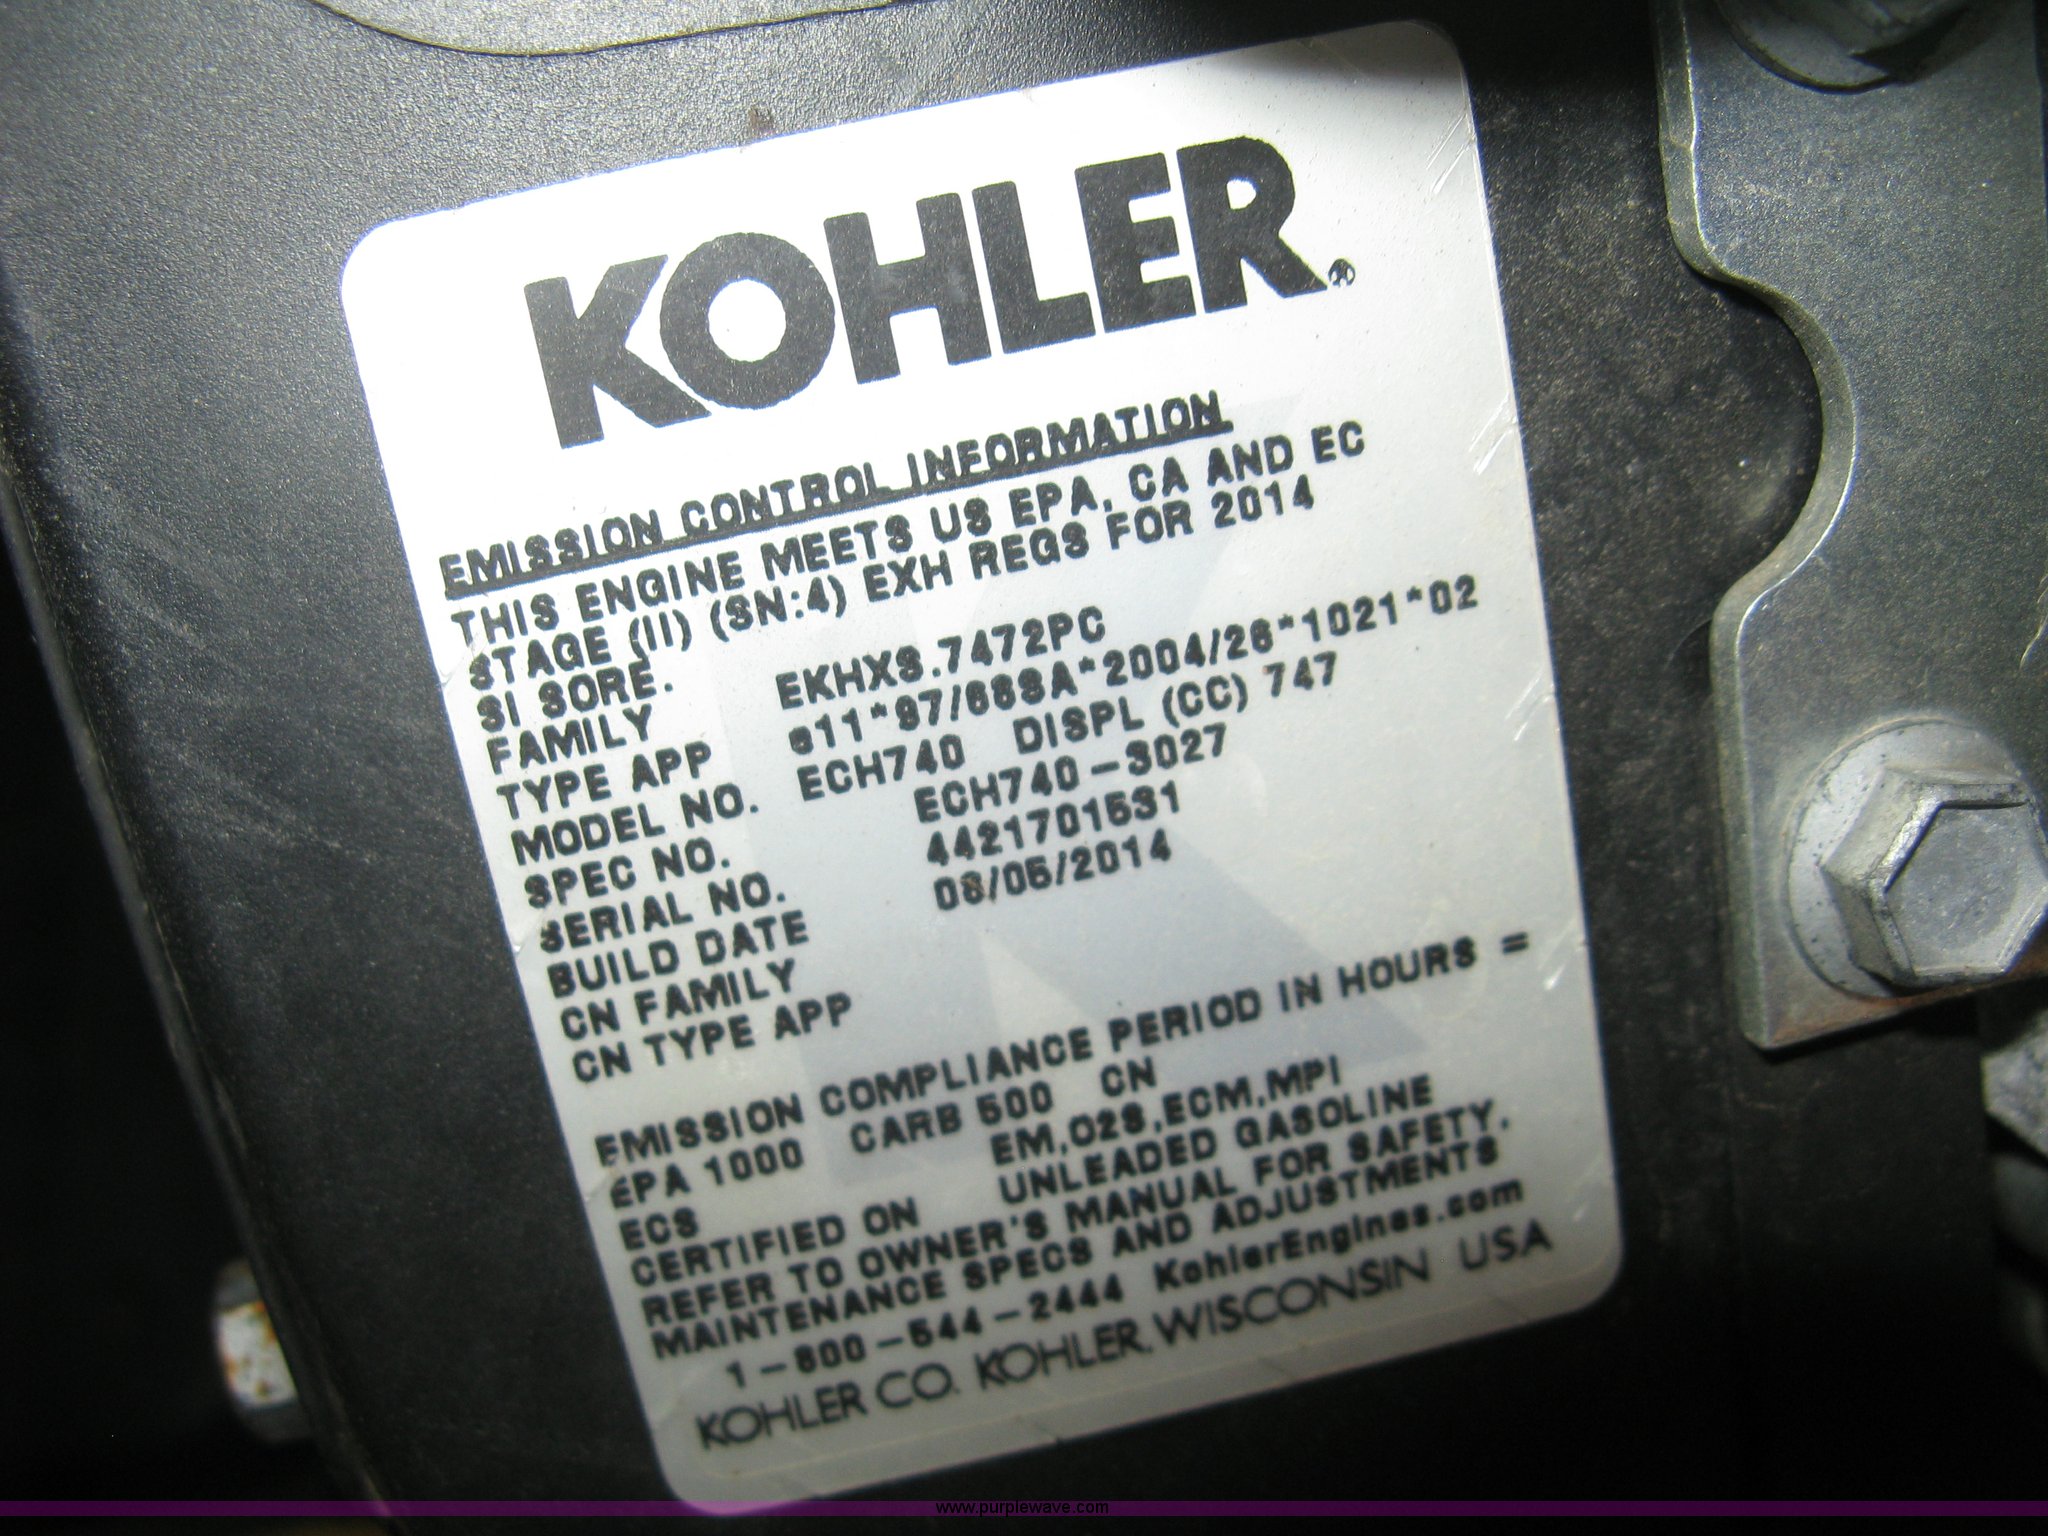 KOHLER®
EMISSION CONTROL INFORMATION
THIS ENGINE MEETS US EPA, CA AND EC
STAGE (II) (SN:4) EXH REGS FOR 2014
SI SORE.
FAMILY EKHXS.7472PC
TYPE APP e11*97/68SA*2004/26*1021*02
MODEL NO. ECH740 DISPL (CC) 747
SPEC NO. ECH740-3027
SERIAL NO. 4421701531
BUILD DATE 08/05/2014
CN FAMILY
CN TYPE APP
EMISSION COMPLIANCE PERIOD IN HOURS =
EPA 1000 CARB 500 CN
ECS EM,O2S,ECM,MPI
CERTIFIED ON UNLEADED GASOLINE
REFER TO OWNER'S MANUAL FOR SAFETY,
MAINTENANCE SPECS AND ADJUSTMENTS
1-800-544-2444 KohlerEngines.com
KOHLER CO. KOHLER, WISCONSIN USA
www.purplewave.com